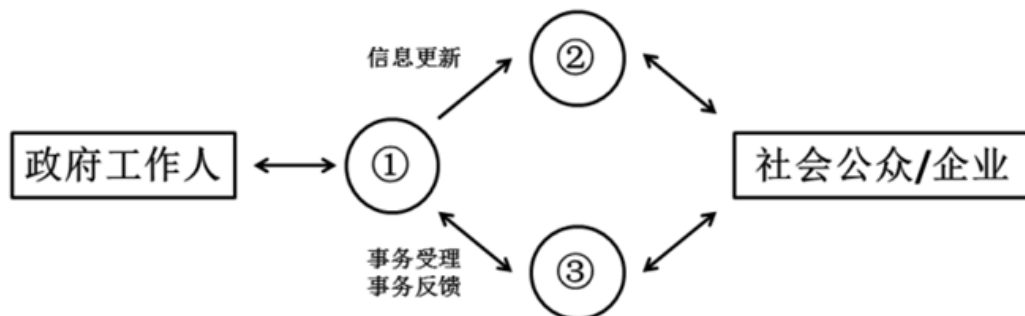 信息更新
②
政府工作人
①
社会公众/企业
事务受理
事务反馈
③